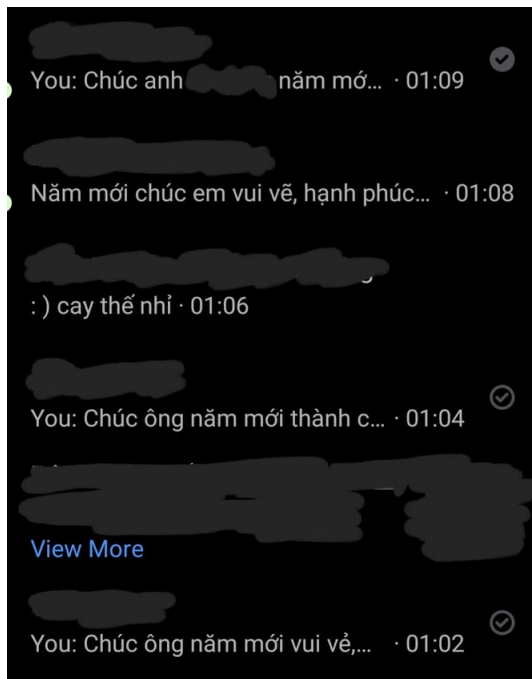 You: Chúc anh năm mớ... · 01:09
Năm mới chúc em vui vẽ, hạnh phúc... · 01:08
: ) cay thế nhỉ · 01:06
You: Chúc ông năm mới thành c... · 01:04
View More
You: Chúc ông năm mới vui vẻ,... · 01:02